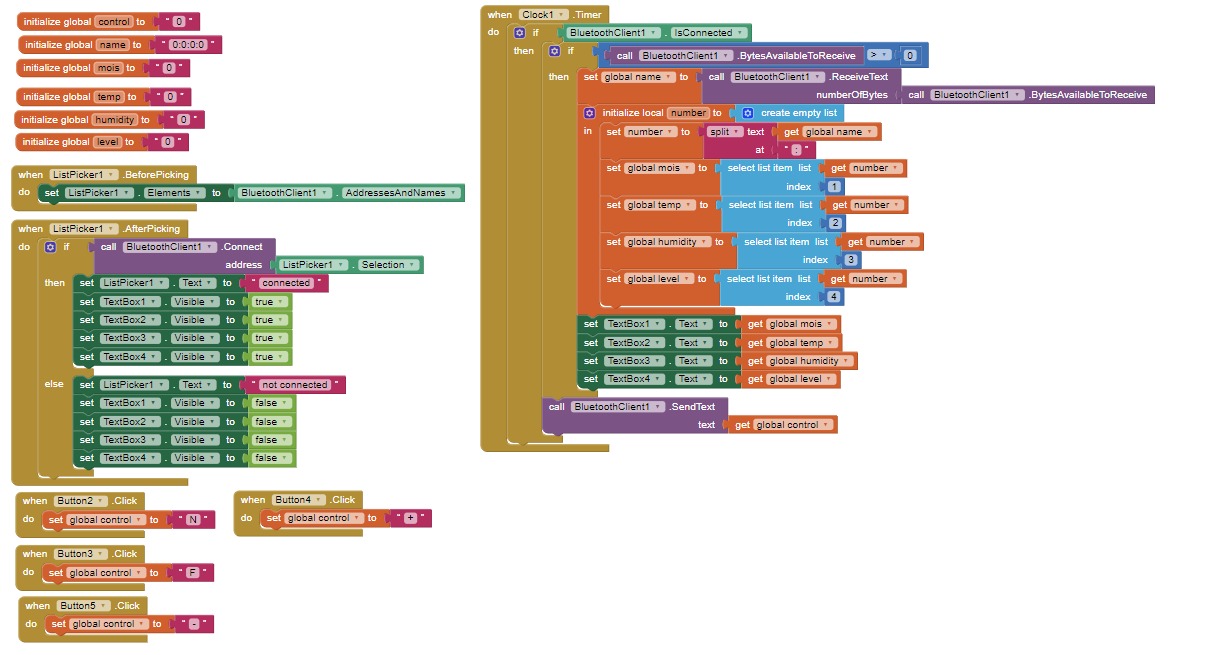 initialize global control to " 0 "
initialize global name to " 0:0:0:0 "
initialize global mois to " 0 "
initialize global temp to " 0 "
initialize global humidity to " 0 "
initialize global level to " 0 "
when ListPicker1 .BeforePicking
do set ListPicker1 . Elements to BluetoothClient1 . AddressesAndNames
when ListPicker1 .AfterPicking
do if call BluetoothClient1 .Connect
address ListPicker1 . Selection
then set ListPicker1 . Text to " connected "
set TextBox1 . Visible to true
set TextBox2 . Visible to true
set TextBox3 . Visible to true
set TextBox4 . Visible to true
else set ListPicker1 . Text to " not connected "
set TextBox1 . Visible to false
set TextBox2 . Visible to false
set TextBox3 . Visible to false
set TextBox4 . Visible to false
when Button2 .Click
do set global control to " N "
when Button4 .Click
do set global control to " + "
when Button3 .Click
do set global control to " F "
when Button5 .Click
do set global control to " - "
when Clock1 .Timer
do if BluetoothClient1 . IsConnected
then if call BluetoothClient1 .BytesAvailableToReceive > 0
then set global name to call BluetoothClient1 .ReceiveText
numberOfBytes call BluetoothClient1 .BytesAvailableToReceive
initialize local number to create empty list
in set number to split text get global name
at " : "
set global mois to select list item list get number
index 1
set global temp to select list item list get number
index 2
set global humidity to select list item list get number
index 3
set global level to select list item list get number
index 4
set TextBox1 . Text to get global mois
set TextBox2 . Text to get global temp
set TextBox3 . Text to get global humidity
set TextBox4 . Text to get global level
call BluetoothClient1 .SendText
text get global control